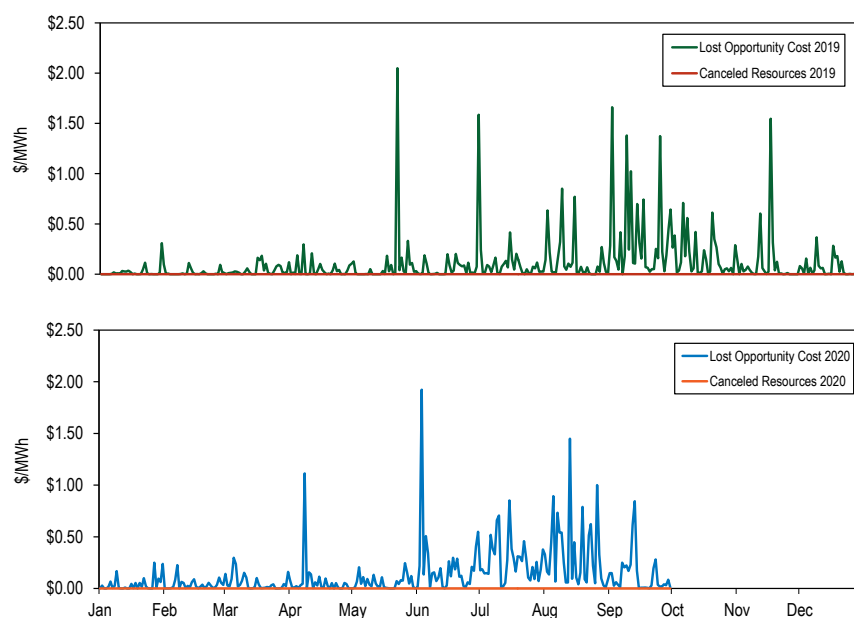 $2.50
Lost Opportunity Cost 2019
$2.00
Canceled Resources 2019
$1.50
$/MWh
$1.00
$0.50
$0.00
$2.50
Lost Opportunity Cost 2020
$2.00
Canceled Resources 2020
$1.50
$/MWh
$1.00
$0.50
$0.00
Jan Feb Mar Apr May Jun Jul Aug Sep Oct Nov Dec